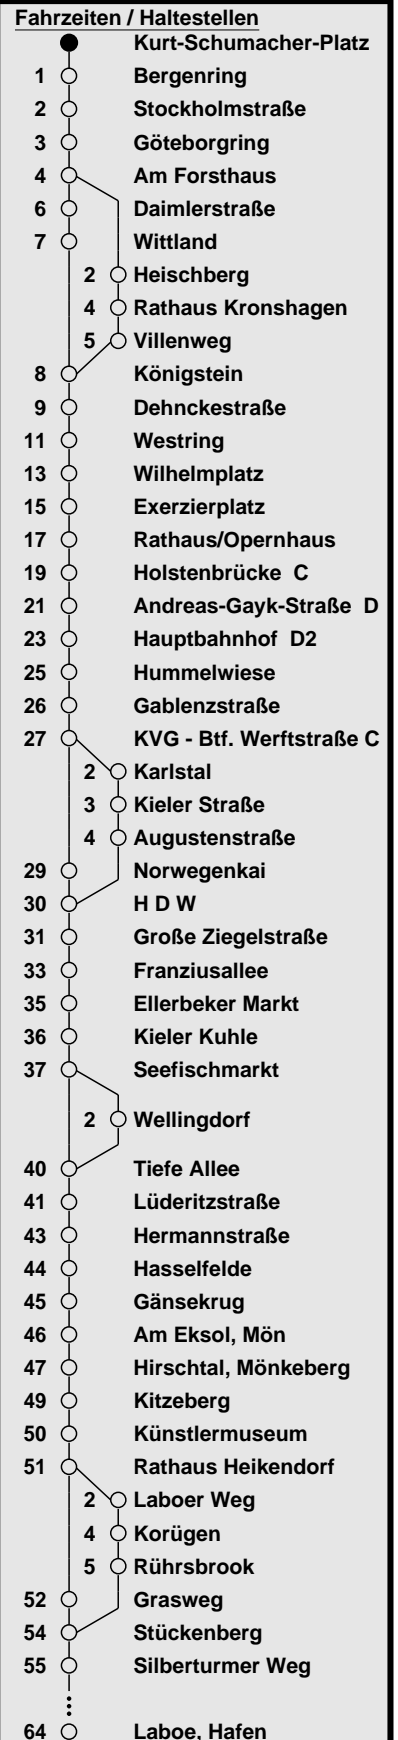 Fahrzeiten / Haltestellen
Kurt-Schumacher-Platz
1 Bergenring
2 Stockholmstraße
3 Göteborgring
4 Am Forsthaus
6 Daimlerstraße
7 Wittland
2 Heischberg
4 Rathaus Kronshagen
5 Villenweg
8 Königstein
9 Dehnckestraße
11 Westring
13 Wilhelmplatz
15 Exerzierplatz
17 Rathaus/Opernhaus
19 Holstenbrücke C
21 Andreas-Gayk-Straße D
23 Hauptbahnhof D2
25 Hummelwiese
26 Gablenzstraße
27 KVG - Btf. Werftstraße C
2 Karlstal
3 Kieler Straße
4 Augustenstraße
29 Norwegenkai
30 H D W
31 Große Ziegelstraße
33 Franziusallee
35 Ellerbeker Markt
36 Kieler Kuhle
37 Seefischmarkt
2 Wellingdorf
40 Tiefe Allee
41 Lüderitzstraße
43 Hermannstraße
44 Hasselfelde
45 Gänsekrug
46 Am Eksol, Mön
47 Hirschtal, Mönkeberg
49 Kitzeberg
50 Künstlermuseum
51 Rathaus Heikendorf
2 Laboer Weg
4 Korügen
5 Rührsbrook
52 Grasweg
54 Stückenberg
55 Silberturmer Weg
64 Laboe, Hafen